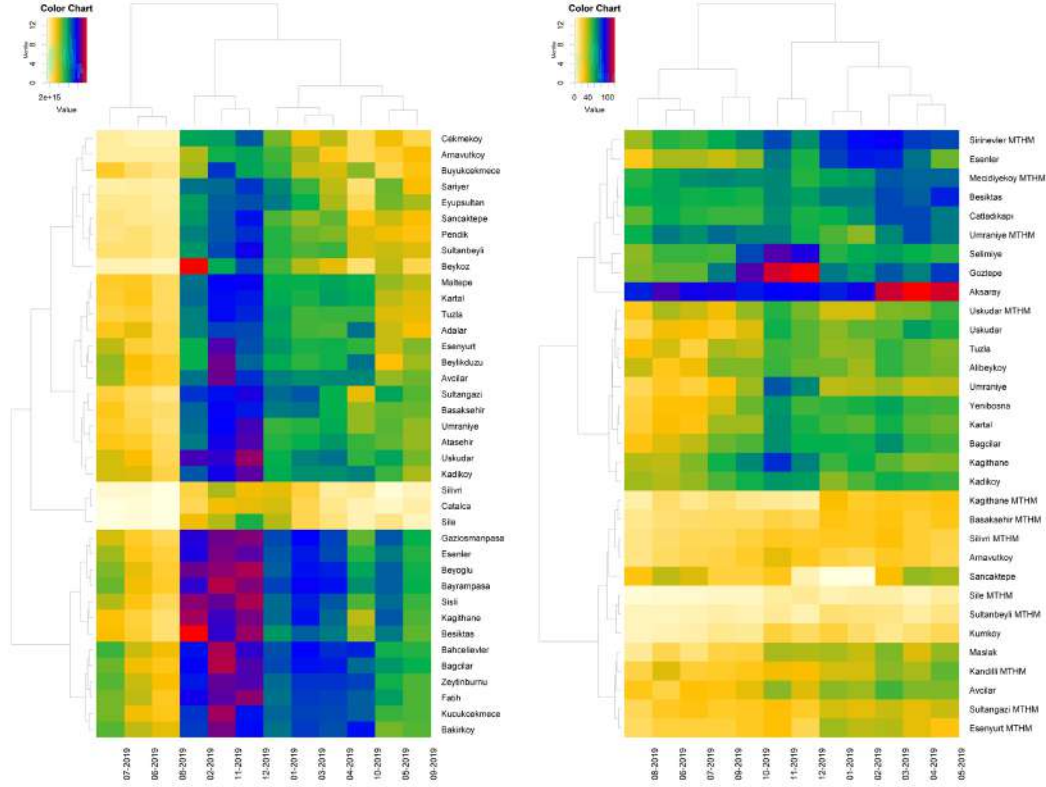 Color Chart
12
8
4
0
Months
2e+15
Value
Cekmekoy
Arnavutkoy
Buyukcekmece
Sariyer
Eyupsultan
Sancaktepe
Pendik
Sultanbeyli
Beykoz
Maltepe
Kartal
Tuzla
Adalar
Esenyurt
Beylikduzu
Avcilar
Sultangazi
Basaksehir
Umraniye
Atasehir
Uskudar
Kadikoy
Silivri
Catalca
Sile
Gaziosmanpasa
Esenler
Beyoglu
Bayrampasa
Sisli
Kagithane
Besiktas
Bahcelievler
Bagcilar
Zeytinburnu
Fatih
Kucukcekmece
Bakirkoy
07-2019
06-2019
08-2019
02-2019
11-2019
12-2019
01-2019
03-2019
04-2019
10-2019
05-2019
09-2019
Color Chart
12
8
4
0
Months
0 40 100
Value
Sirinevler MTHM
Esenler
Mecidiyekoy MTHM
Besiktas
Catladikapi
Umraniye MTHM
Selimiye
Goztepe
Aksaray
Uskudar MTHM
Uskudar
Tuzla
Alibeykoy
Umraniye
Yenibosna
Kartal
Bagcilar
Kagithane
Kadikoy
Kagithane MTHM
Basaksehir MTHM
Silivri MTHM
Arnavutkoy
Sancaktepe
Sile MTHM
Sultanbeyli MTHM
Kumkoy
Maslak
Kandilli MTHM
Avcilar
Sultangazi MTHM
Esenyurt MTHM
08-2019
06-2019
07-2019
09-2019
10-2019
11-2019
12-2019
01-2019
02-2019
03-2019
04-2019
05-2019